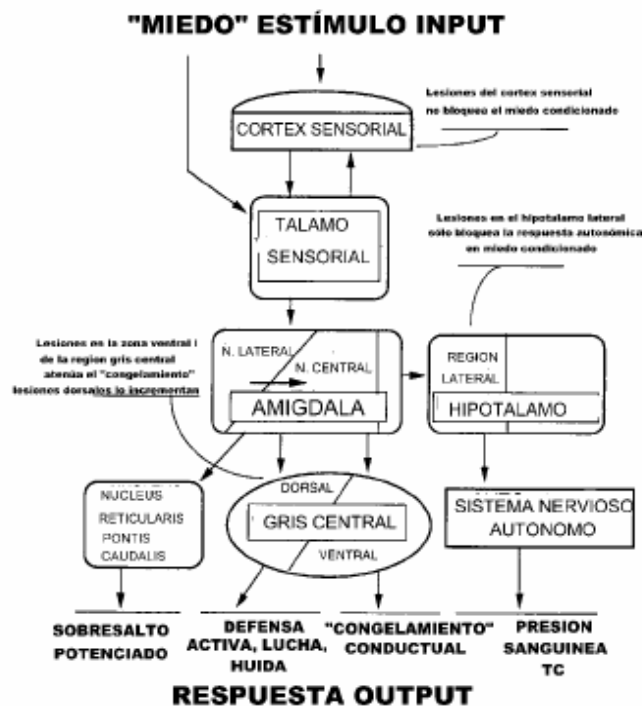 "MIEDO" ESTÍMULO INPUT
Lesiones del cortex sensorial
no bloquea el miedo condicionado
CORTEX SENSORIAL
TALAMO
SENSORIAL
Lesiones en el hipotalamo lateral
sólo bloquea la respuesta autonómica
en miedo condicionado
Lesiones en la zona ventral
de la region gris central
atenúa el "congelamiento"
lesiones dorsales lo incrementan
N. LATERAL
N. CENTRAL
AMIGDALA
REGION
LATERAL
HIPOTALAMO
NUCLEUS
RETICULARIS
PONTIS
CAUDALIS
DORSAL
GRIS CENTRAL
VENTRAL
SISTEMA NERVIOSO
AUTONOMO
SOBRESALTO
POTENCIADO
DEFENSA
ACTIVA, LUCHA,
HUIDA
"CONGELAMIENTO"
CONDUCTUAL
PRESION
SANGUINEA
TC
RESPUESTA OUTPUT